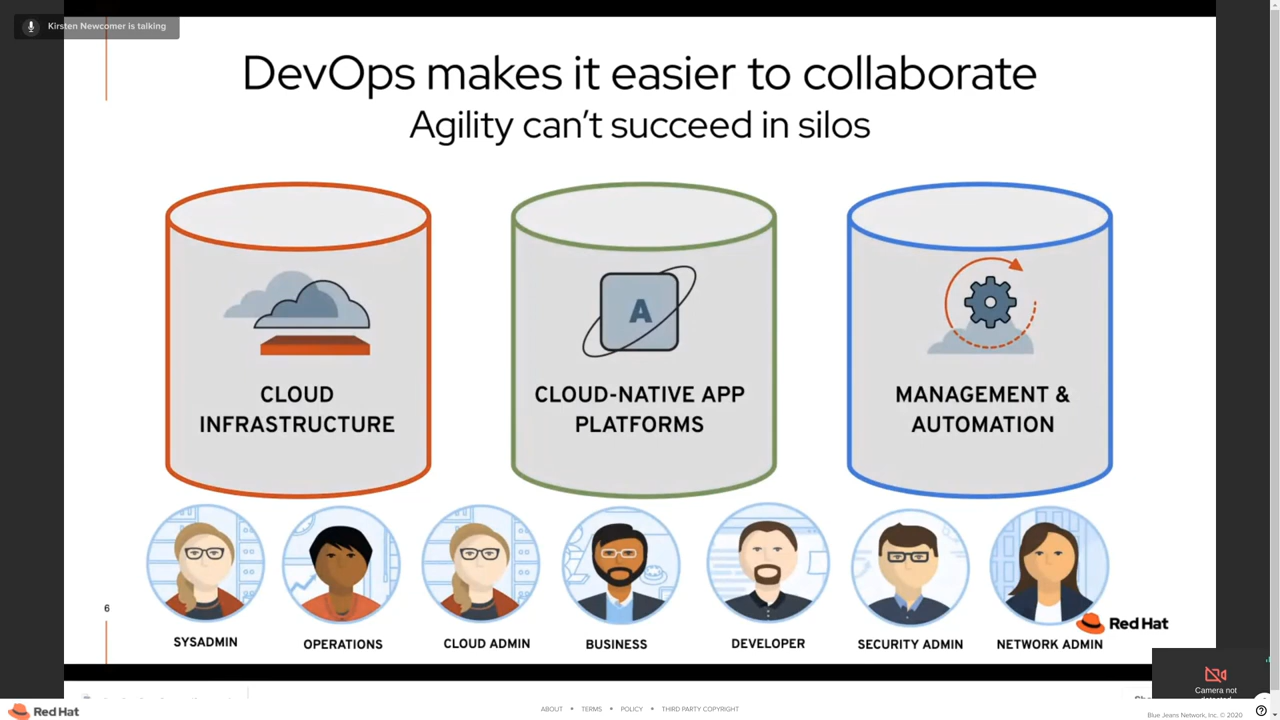 Kirsten Newcomer is talking
DevOps makes it easier to collaborate
Agility can't succeed in silos
CLOUD
INFRASTRUCTURE
A
CLOUD-NATIVE APP
PLATFORMS
MANAGEMENT &
AUTOMATION
6
SYSADMIN
OPERATIONS
CLOUD ADMIN
BUSINESS
DEVELOPER
SECURITY ADMIN
NETWORK ADMIN
Red Hat
Camera not
Red Hat
ABOUT • TERMS • POLICY • THIRD PARTY COPYRIGHT
Blue Jeans Network, Inc. © 2020